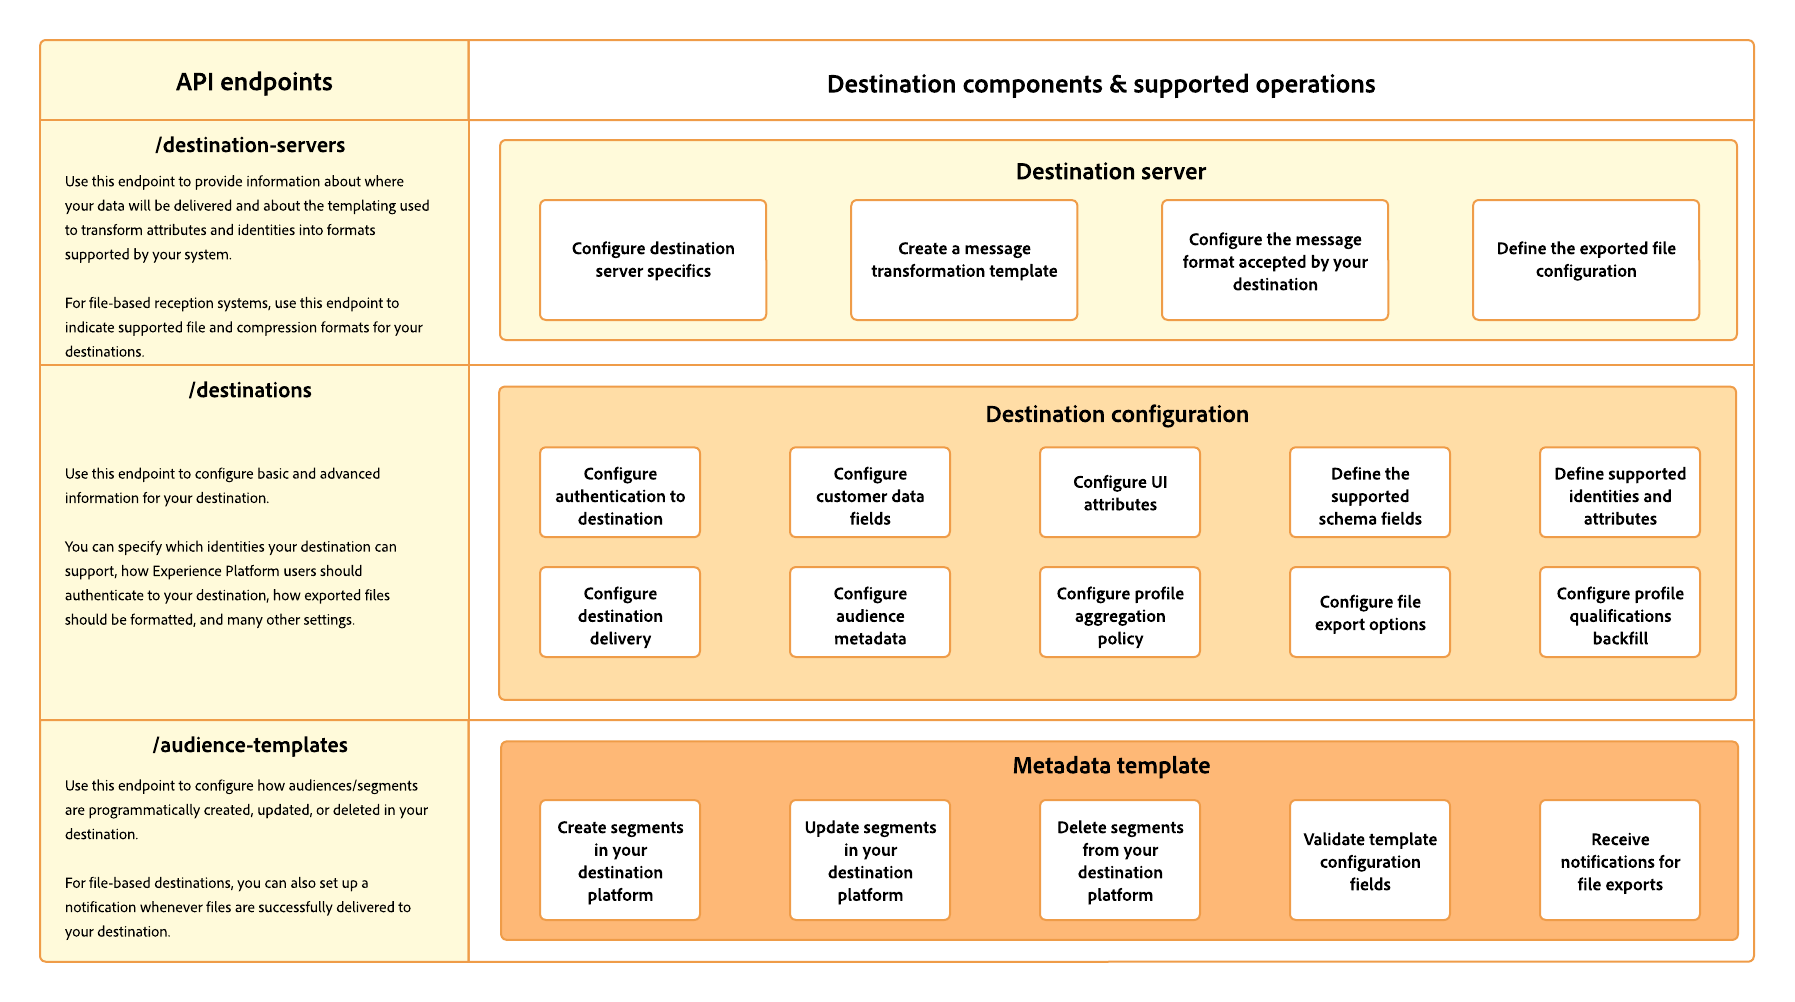 API endpoints
Destination components & supported operations
/destination-servers
Use this endpoint to provide information about where
your data will be delivered and about the templating used
to transform attributes and identities into formats
supported by your system.
For file-based reception systems, use this endpoint to
indicate supported file and compression formats for your
destinations.
Destination server
Configure destination
server specifics
Create a message
transformation template
Configure the message
format accepted by your
destination
Define the exported file
configuration
/destinations
Use this endpoint to configure basic and advanced
information for your destination.
You can specify which identities your destination can
support, how Experience Platform users should
authenticate to your destination, how exported files
should be formatted, and many other settings.
Destination configuration
Configure
authentication to
destination
Configure
customer data
fields
Configure UI
attributes
Define the
supported
schema fields
Define supported
identities and
attributes
Configure
destination
delivery
Configure
audience
metadata
Configure profile
aggregation
policy
Configure file
export options
Configure profile
qualifications
backfill
/audience-templates
Use this endpoint to configure how audiences/segments
are programmatically created, updated, or deleted in your
destination.
For file-based destinations, you can also set up a
notification whenever files are successfully delivered to
your destination.
Metadata template
Create segments
in your
destination
platform
Update segments
in your
destination
platform
Delete segments
from your
destination
platform
Validate template
configuration
fields
Receive
notifications for
file exports